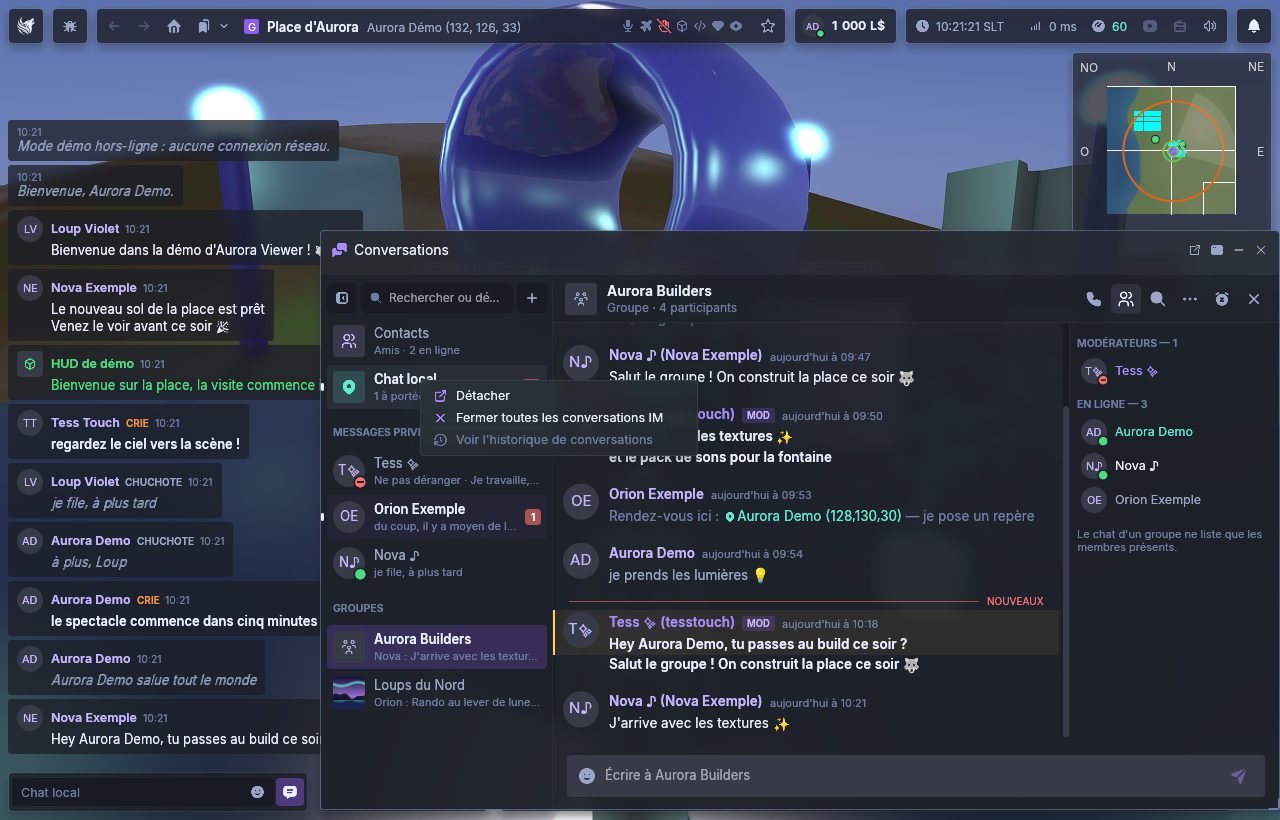 G Place d'Aurora Aurora Démo (132, 126, 33)
AD 1 000 L$
10:21:21 SLT 0 ms 60
NO N NE
O E
10:21
Mode démo hors-ligne : aucune connexion réseau.
10:21
Bienvenue, Aurora Demo.
LV Loup Violet 10:21
Bienvenue dans la démo d'Aurora Viewer !
NE Nova Exemple 10:21
Le nouveau sol de la place est prêt
Venez le voir avant ce soir 🎉
HUD de démo 10:21
Bienvenue sur la place, la visite commence
TT Tess Touch CRIE 10:21
regardez le ciel vers la scène !
LV Loup Violet CHUCHOTE 10:21
je file, à plus tard
AD Aurora Demo CHUCHOTE 10:21
à plus, Loup
AD Aurora Demo CRIE 10:21
le spectacle commence dans cinq minutes
AD Aurora Demo 10:21
Aurora Demo salue tout le monde
NE Nova Exemple 10:21
Hey Aurora Demo, tu passes au build ce soi
Chat local
Conversations
Rechercher ou dé...
Contacts
Amis · 2 en ligne
Chat local
1 à porté
Détacher
Fermer toutes les conversations IM
Voir l'historique de conversations
MESSAGES PRIV
T✨ Tess ✨
Ne pas déranger · Je travaille,...
OE Orion Exemple
du coup, il y a moyen de l... 1
N♪ Nova ♪
je file, à plus tard
GROUPES
Aurora Builders
Nova : J'arrive avec les textur...
Loups du Nord
Orion : Rando au lever de lune...
Aurora Builders
Groupe · 4 participants
N♪ Nova ♪ (Nova Exemple) aujourd'hui à 09:47
Salut le groupe ! On construit la place ce soir 🐺
ouch) MOD aujourd'hui à 09:50
les textures ✨
et le pack de sons pour la fontaine
OE Orion Exemple aujourd'hui à 09:53
Rendez-vous ici : Aurora Demo (128,130,30) — je pose un repère
AD Aurora Demo aujourd'hui à 09:54
je prends les lumières 💡
NOUVEAUX
T✨ Tess ✨ (tesstouch) MOD aujourd'hui à 10:18
Hey Aurora Demo, tu passes au build ce soir ?
Salut le groupe ! On construit la place ce soir 🐺
N♪ Nova ♪ (Nova Exemple) aujourd'hui à 10:21
J'arrive avec les textures ✨
Écrire à Aurora Builders
MODÉRATEURS — 1
T✨ Tess ✨
EN LIGNE — 3
AD Aurora Demo
N♪ Nova ♪
OE Orion Exemple
Le chat d'un groupe ne liste que les
membres présents.